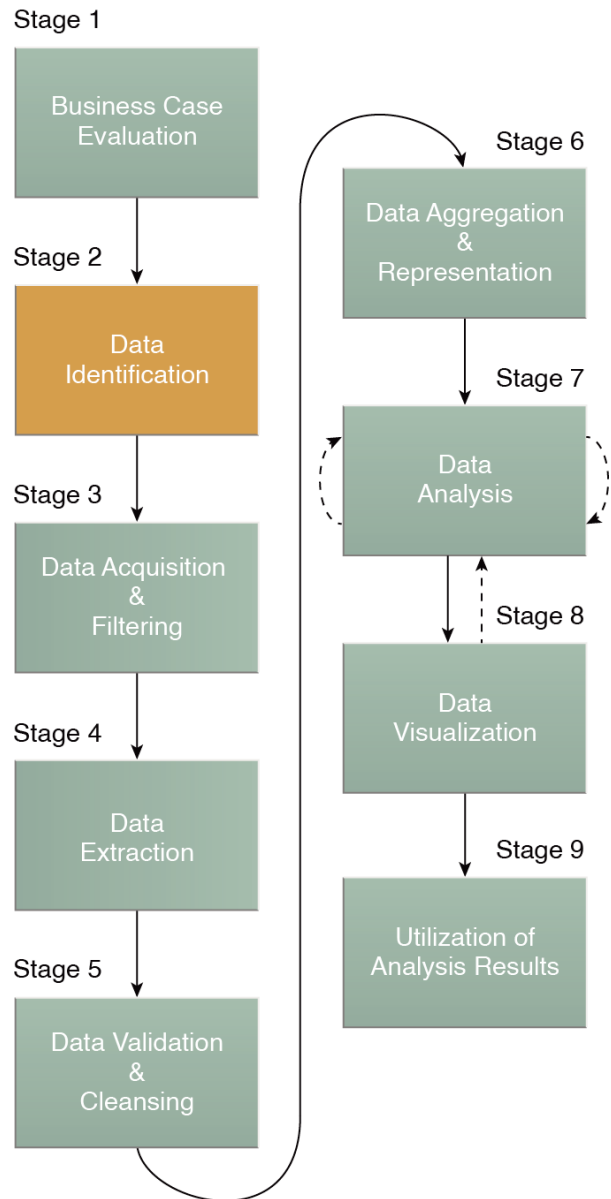 Stage 1
Business Case
Evaluation
Stage 2
Data
Identification
Stage 3
Data Acquisition
&
Filtering
Stage 4
Data
Extraction
Stage 5
Data Validation
&
Cleansing
Stage 6
Data Aggregation
&
Representation
Stage 7
Data
Analysis
Stage 8
Data
Visualization
Stage 9
Utilization of
Analysis Results